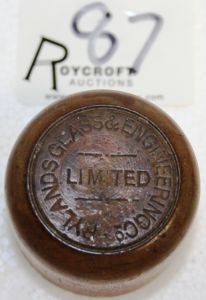 87
ROYCROFT
AUCTIONS
RYLANDS GLASS & ENGINEERING Co
LIMITED